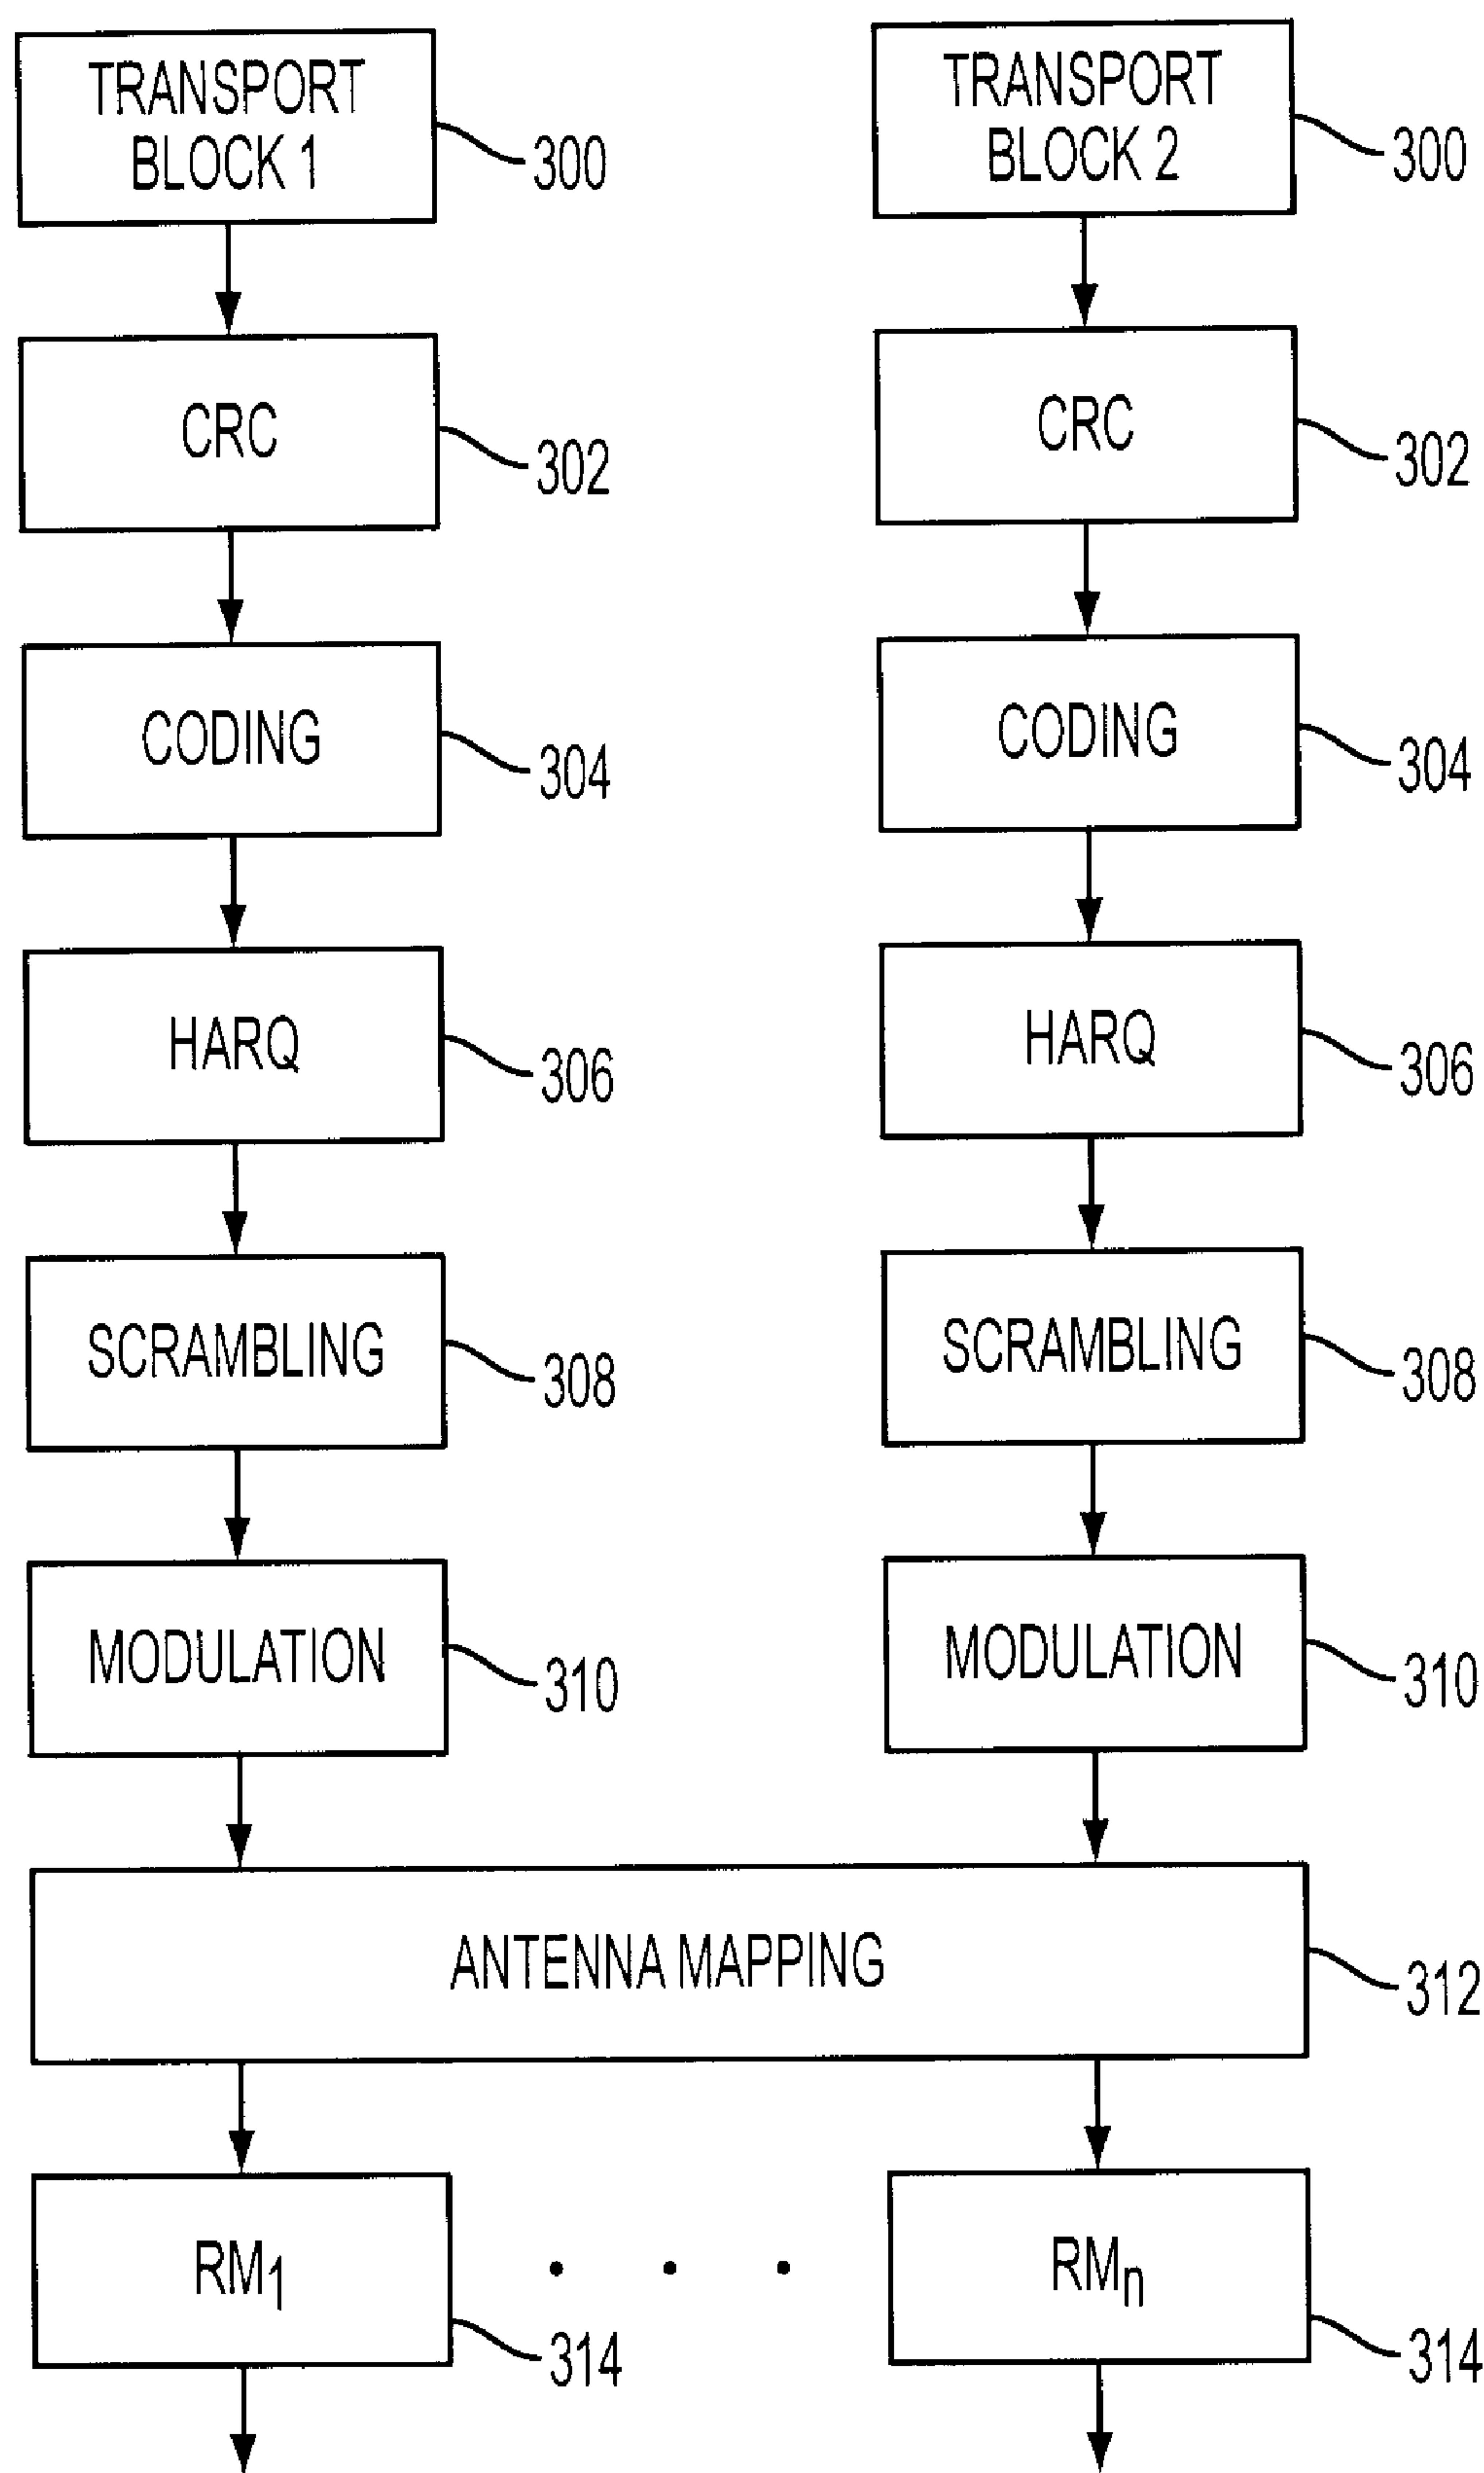 TRANSPORT
BLOCK 1
300
TRANSPORT
BLOCK 2
300
CRC
302
CRC
302
CODING
304
CODING
304
HARQ
306
HARQ
306
SCRAMBLING
308
SCRAMBLING
308
MODULATION
310
MODULATION
310
ANTENNA MAPPING
312
RM1
314
. . .
RMn
314